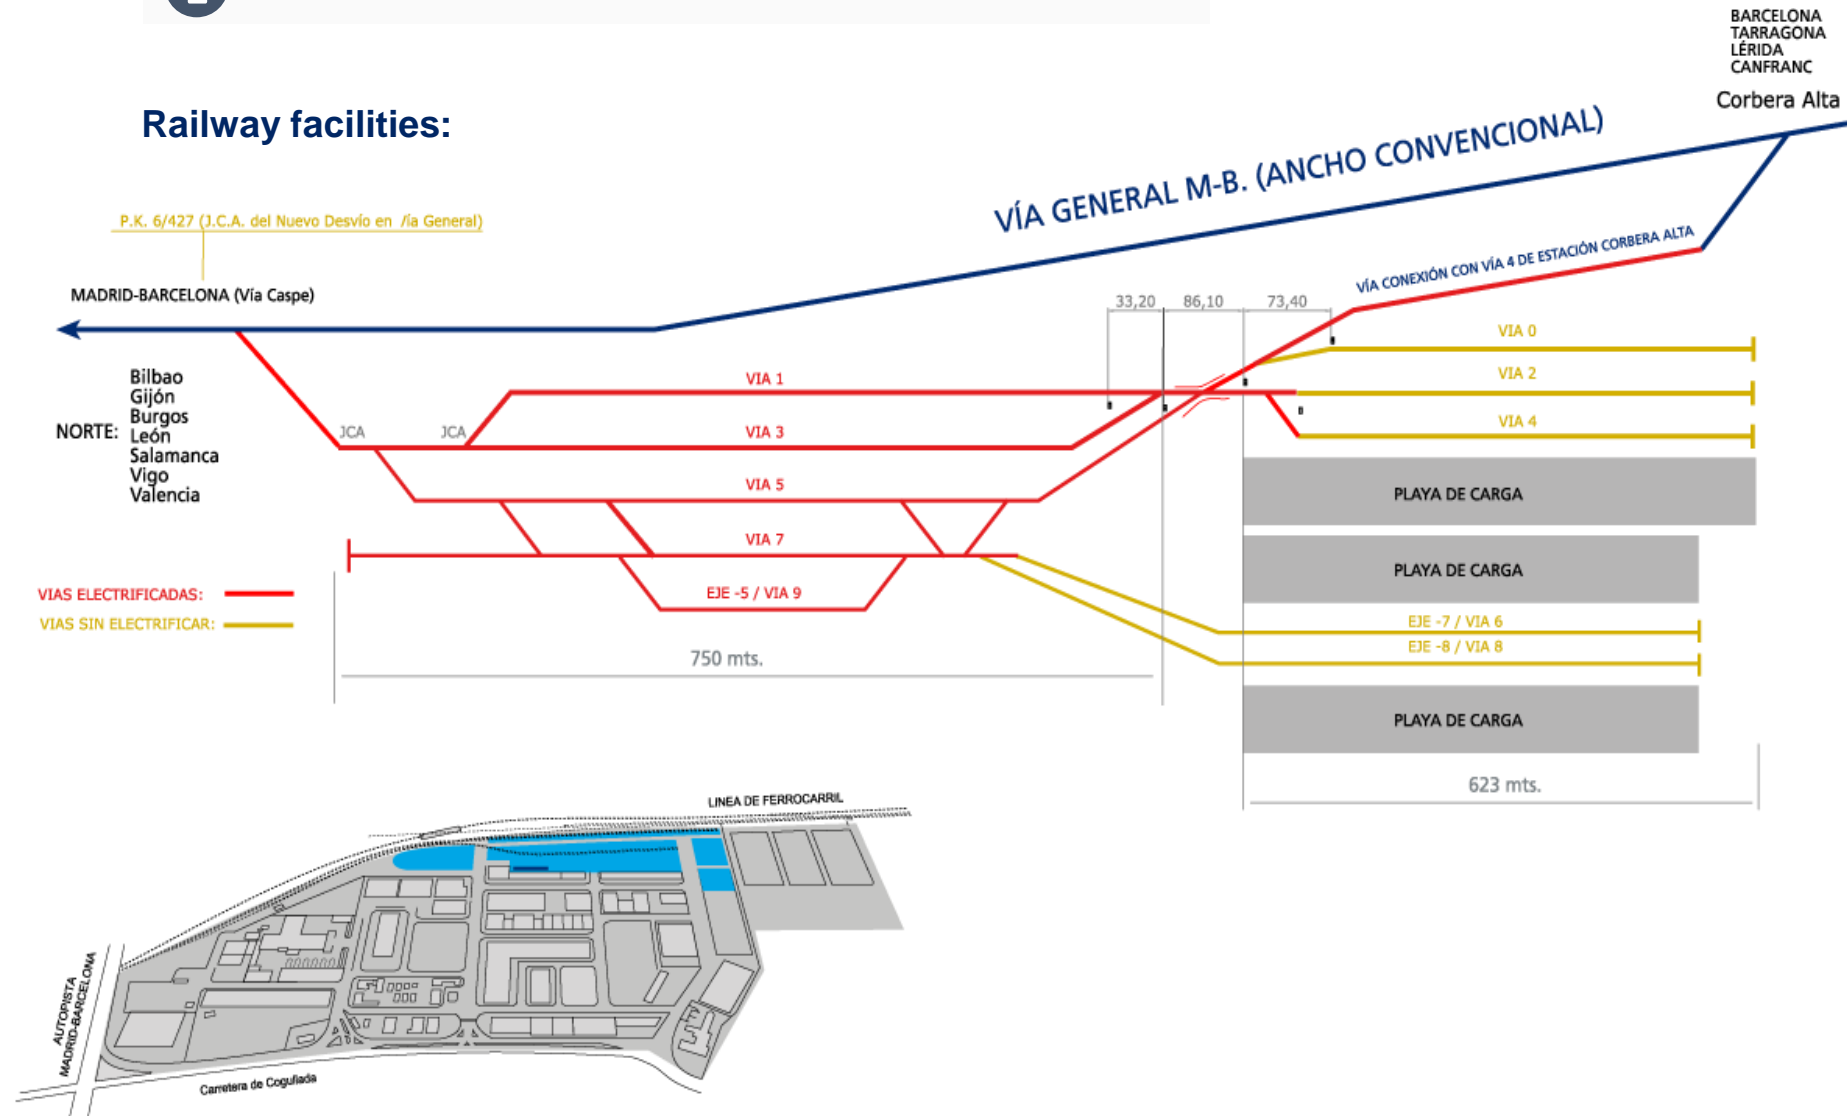 BARCELONA
TARRAGONA
LÉRIDA
CANFRANC
Corbera Alta
Railway facilities:
VÍA GENERAL M-B. (ANCHO CONVENCIONAL)
P.K. 6/427 (J.C.A. del Nuevo Desvío en /ía General)
VÍA CONEXIÓN CON VÍA 4 DE ESTACIÓN CORBERA ALTA
MADRID-BARCELONA (Vía Caspe)
33,20 86,10 73,40
VIA 0
VIA 1
VIA 2
NORTE:
Bilbao
Gijón
Burgos
León
Salamanca
Vigo
Valencia
JCA
JCA
VIA 3
VIA 4
VIA 5
PLAYA DE CARGA
VIA 7
PLAYA DE CARGA
VIAS ELECTRIFICADAS:
EJE -5 / VIA 9
VIAS SIN ELECTRIFICAR:
EJE -7 / VIA 6
EJE -8 / VIA 8
750 mts.
PLAYA DE CARGA
623 mts.
LINEA DE FERROCARRIL
AUTOPISTA
MADRID-BARCELONA
Carretera de Cogullada